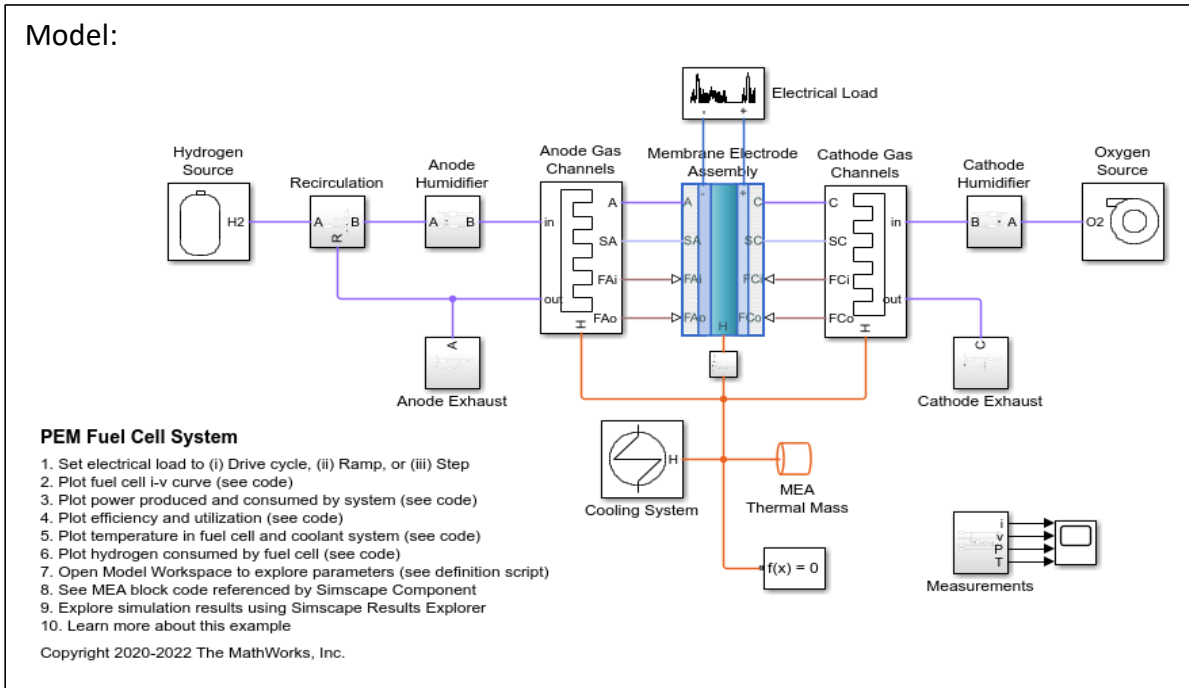 Model:
Electrical Load
Hydrogen
Source
H2
Recirculation
A
B
R
Anode
Humidifier
A
B
Anode Gas
Channels
in
out
A
SA
FAi
FAo
H
Membrane Electrode
Assembly
-
+
-
+
A
SA
FAi
FAo
C
SC
FCi
FCo
H
Cathode Gas
Channels
C
SC
FCi
FCo
in
out
H
Cathode
Humidifier
B
A
Oxygen
Source
O2
A
Anode Exhaust
C
Cathode Exhaust
H
Cooling System
MEA
Thermal Mass
f(x) = 0
i
v
P
T
Measurements
PEM Fuel Cell System
1. Set electrical load to (i) Drive cycle, (ii) Ramp, or (iii) Step
2. Plot fuel cell i-v curve (see code)
3. Plot power produced and consumed by system (see code)
4. Plot efficiency and utilization (see code)
5. Plot temperature in fuel cell and coolant system (see code)
6. Plot hydrogen consumed by fuel cell (see code)
7. Open Model Workspace to explore parameters (see definition script)
8. See MEA block code referenced by Simscape Component
9. Explore simulation results using Simscape Results Explorer
10. Learn more about this example
Copyright 2020-2022 The MathWorks, Inc.